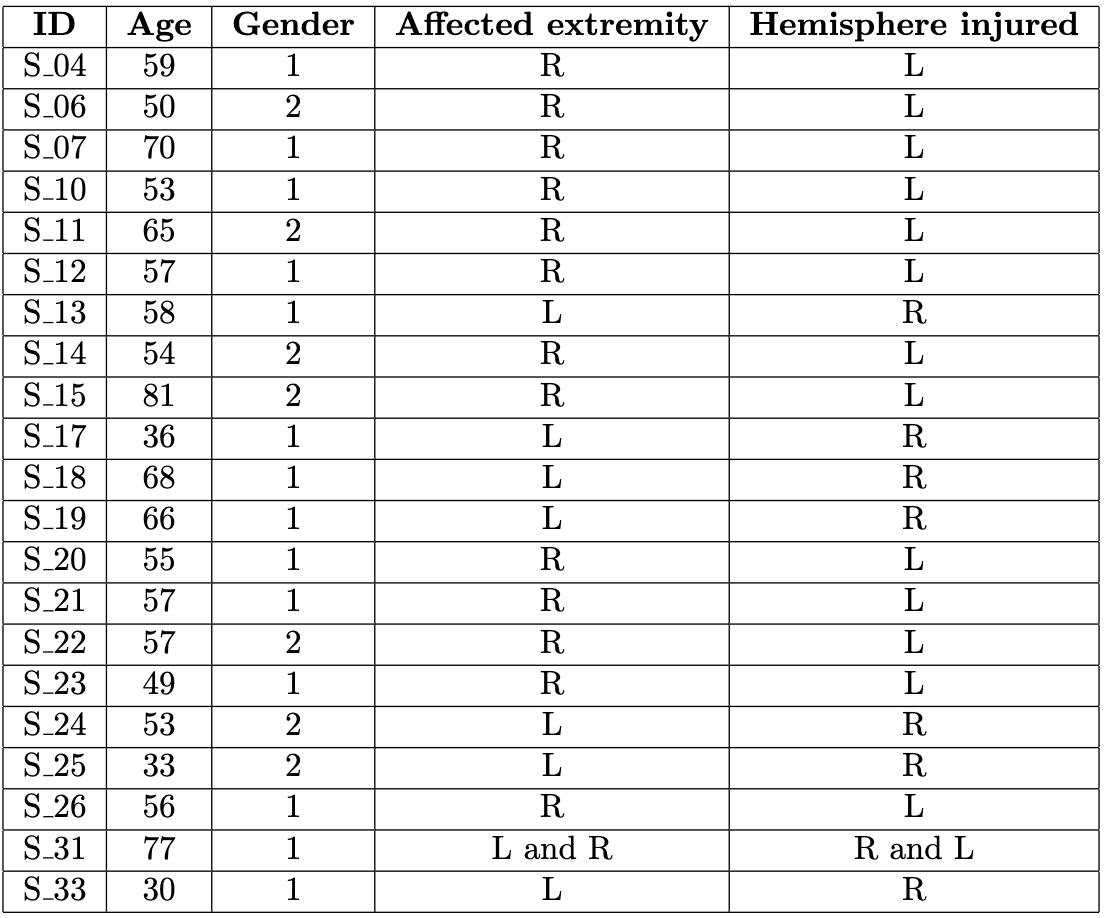 ID Age Gender Affected extremity Hemisphere injured
S_04 59 1 R L
S_06 50 2 R L
S_07 70 1 R L
S_10 53 1 R L
S_11 65 2 R L
S_12 57 1 R L
S_13 58 1 L R
S_14 54 2 R L
S_15 81 2 R L
S_17 36 1 L R
S_18 68 1 L R
S_19 66 1 L R
S_20 55 1 R L
S_21 57 1 R L
S_22 57 2 R L
S_23 49 1 R L
S_24 53 2 L R
S_25 33 2 L R
S_26 56 1 R L
S_31 77 1 L and R R and L
S_33 30 1 L R